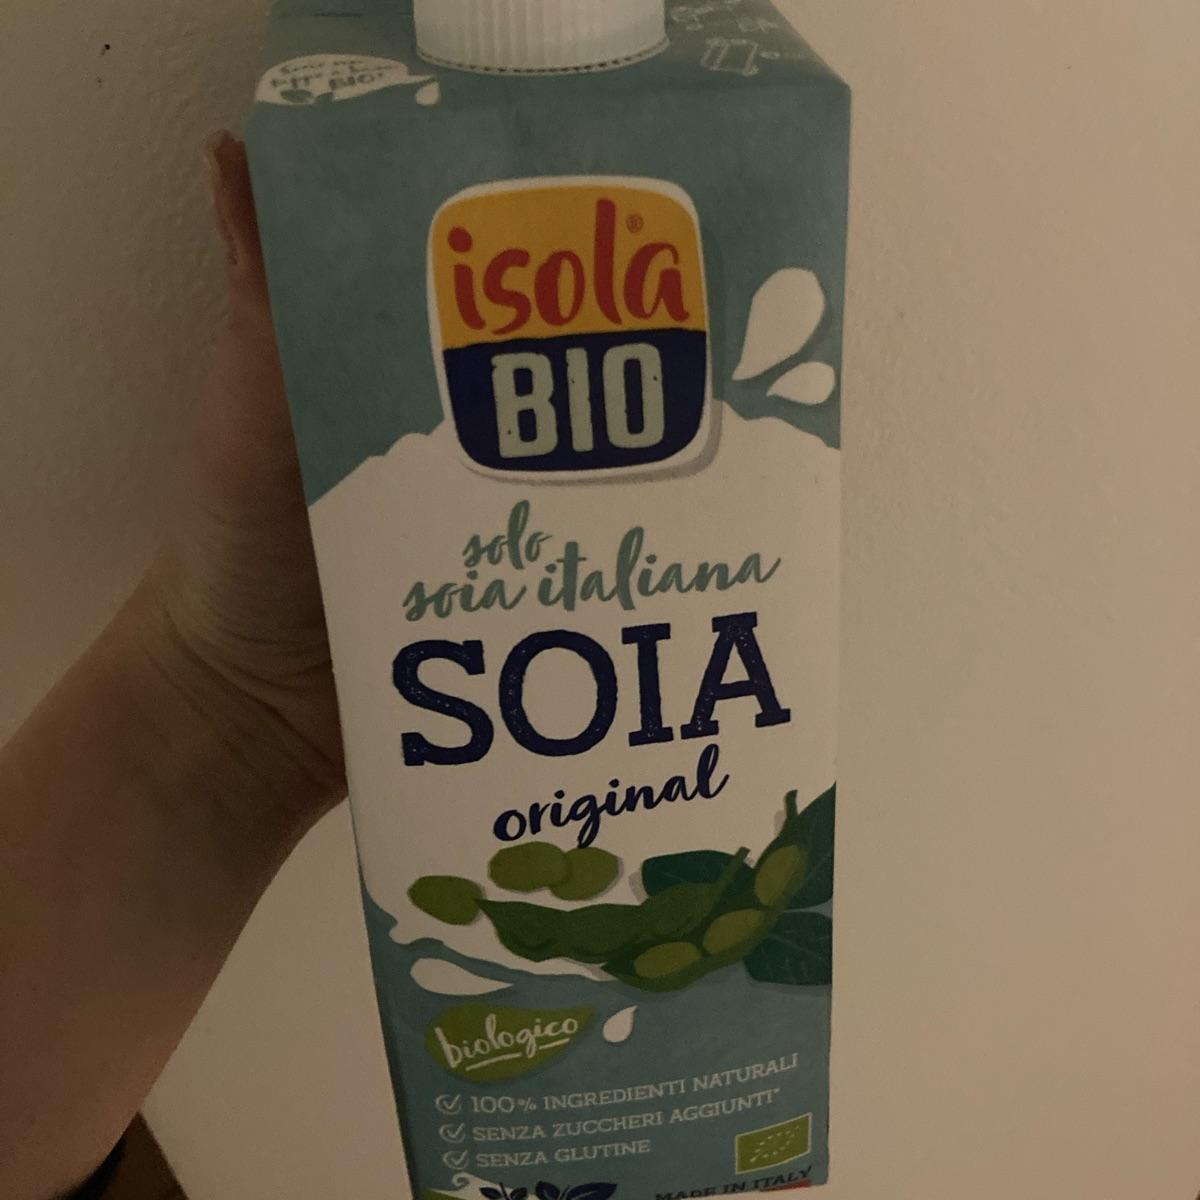 BIO
isola®
BIO
solo
soia italiana
SOIA
original
biologico
100% INGREDIENTI NATURALI
SENZA ZUCCHERI AGGIUNTI*
SENZA GLUTINE
MADE IN ITALY